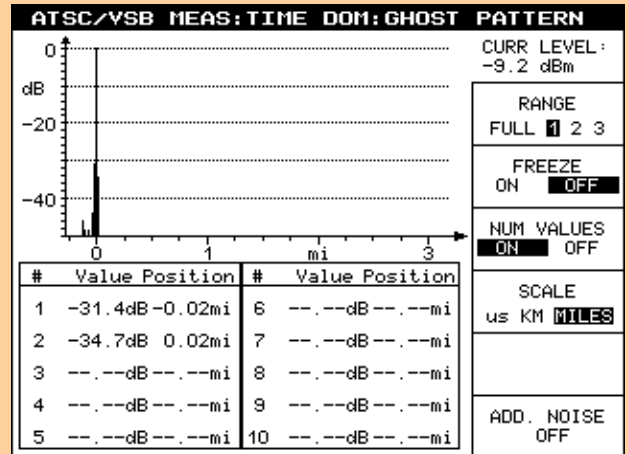 ATSC/VSB MEAS:TIME DOM:GHOST PATTERN
CURR LEVEL:
-9.2 dBm
0
dB
-20
-40
0 1 mi 3
RANGE
FULL 1 2 3
FREEZE
ON OFF
NUM VALUES
ON OFF
SCALE
us KM MILES
ADD. NOISE
OFF
# Value Position # Value Position
1 -31.4dB -0.02mi 6 --.--dB --.--mi
2 -34.7dB 0.02mi 7 --.--dB --.--mi
3 --.--dB --.--mi 8 --.--dB --.--mi
4 --.--dB --.--mi 9 --.--dB --.--mi
5 --.--dB --.--mi 10 --.--dB --.--mi